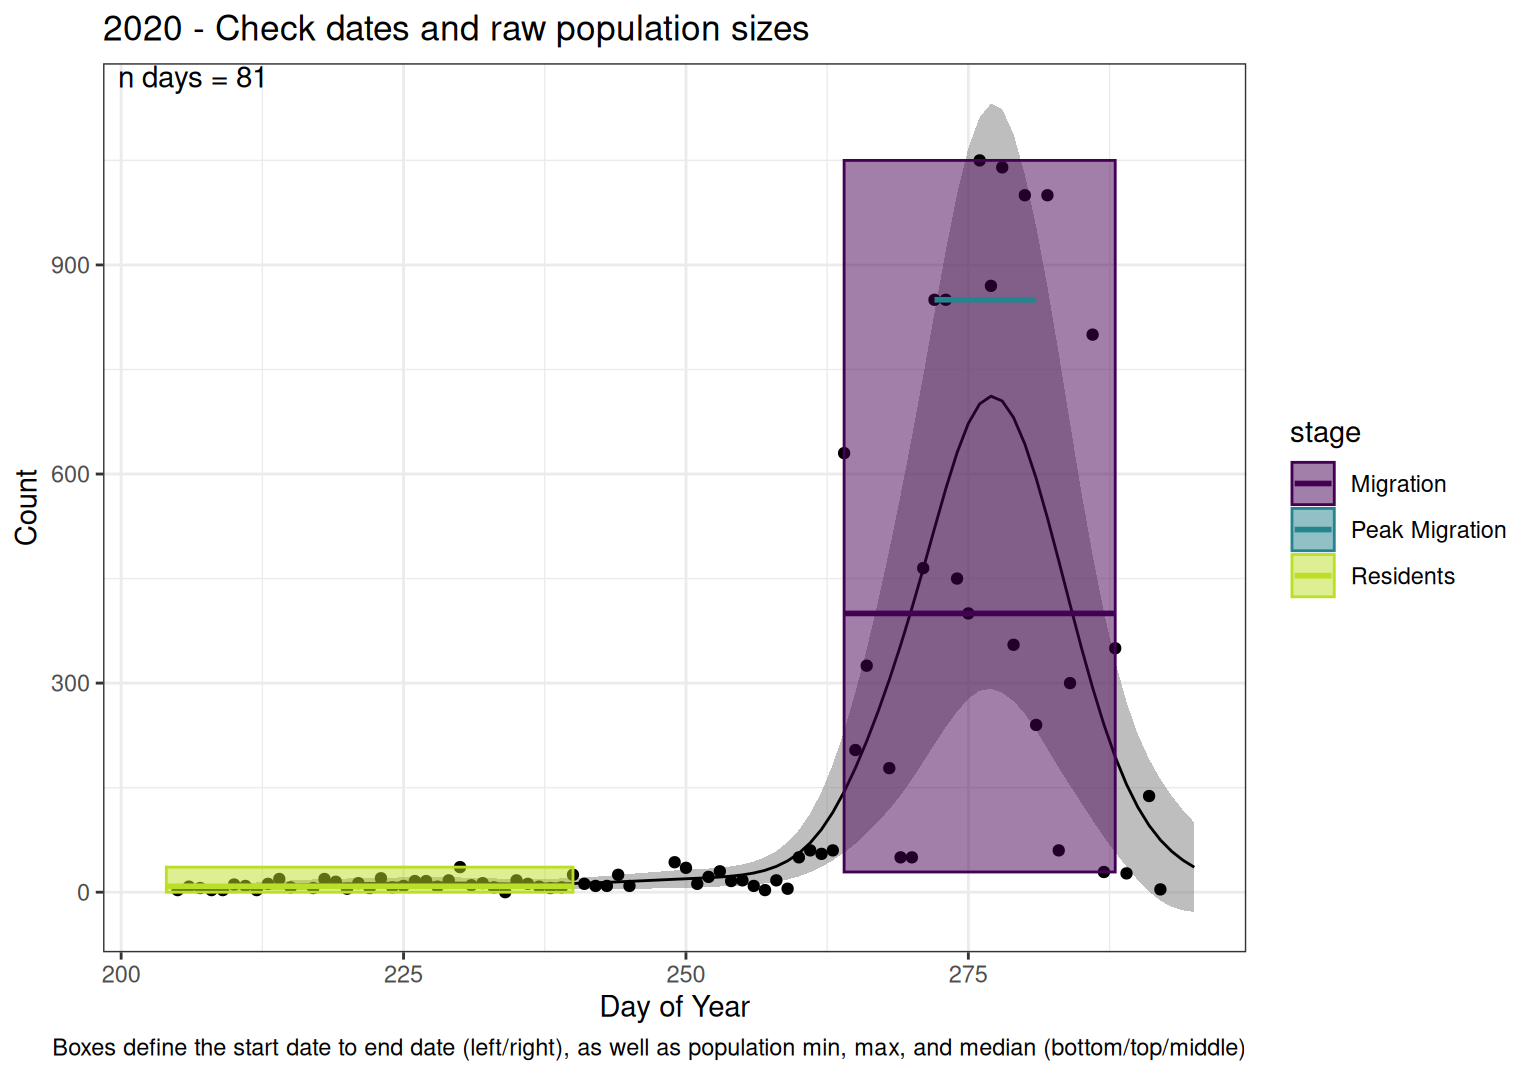 2020 - Check dates and raw population sizes
n days = 81
900
600
300
0
Count
200
225
250
275
Day of Year
stage
Migration
Peak Migration
Residents
Boxes define the start date to end date (left/right), as well as population min, max, and median (bottom/top/middle)